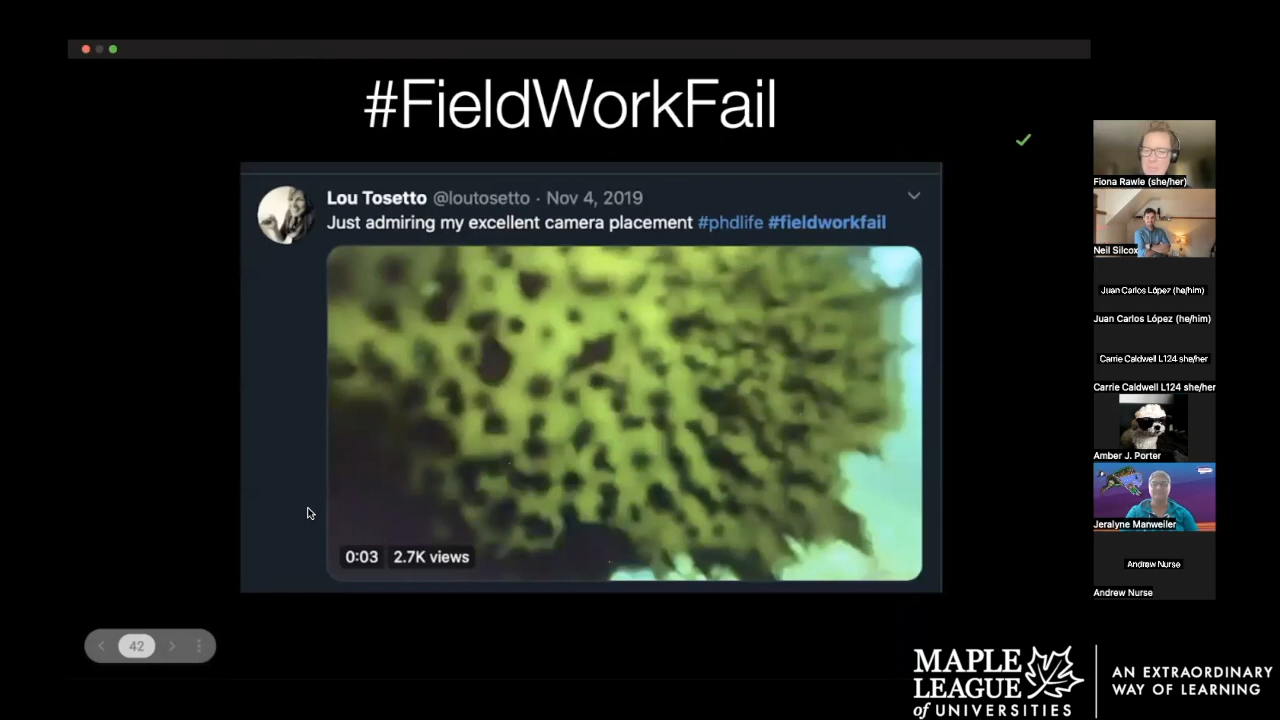 #FieldWorkFail
Lou Tosetto @loutosetto · Nov 4, 2019
Just admiring my excellent camera placement #phdlife #fieldworkfail
0:03 2.7K views
42
Fiona Rawle (she/her)
Neil Silcox
Juan Carlos López (he/him)
Juan Carlos López (he/him)
Carrie Caldwell L124 she/her
Carrie Caldwell L124 she/her
Amber J. Porter
Jeralyne Manweiler
Andrew Nurse
Andrew Nurse
MAPLE
LEAGUE
of UNIVERSITIES
AN EXTRAORDINARY
WAY OF LEARNING